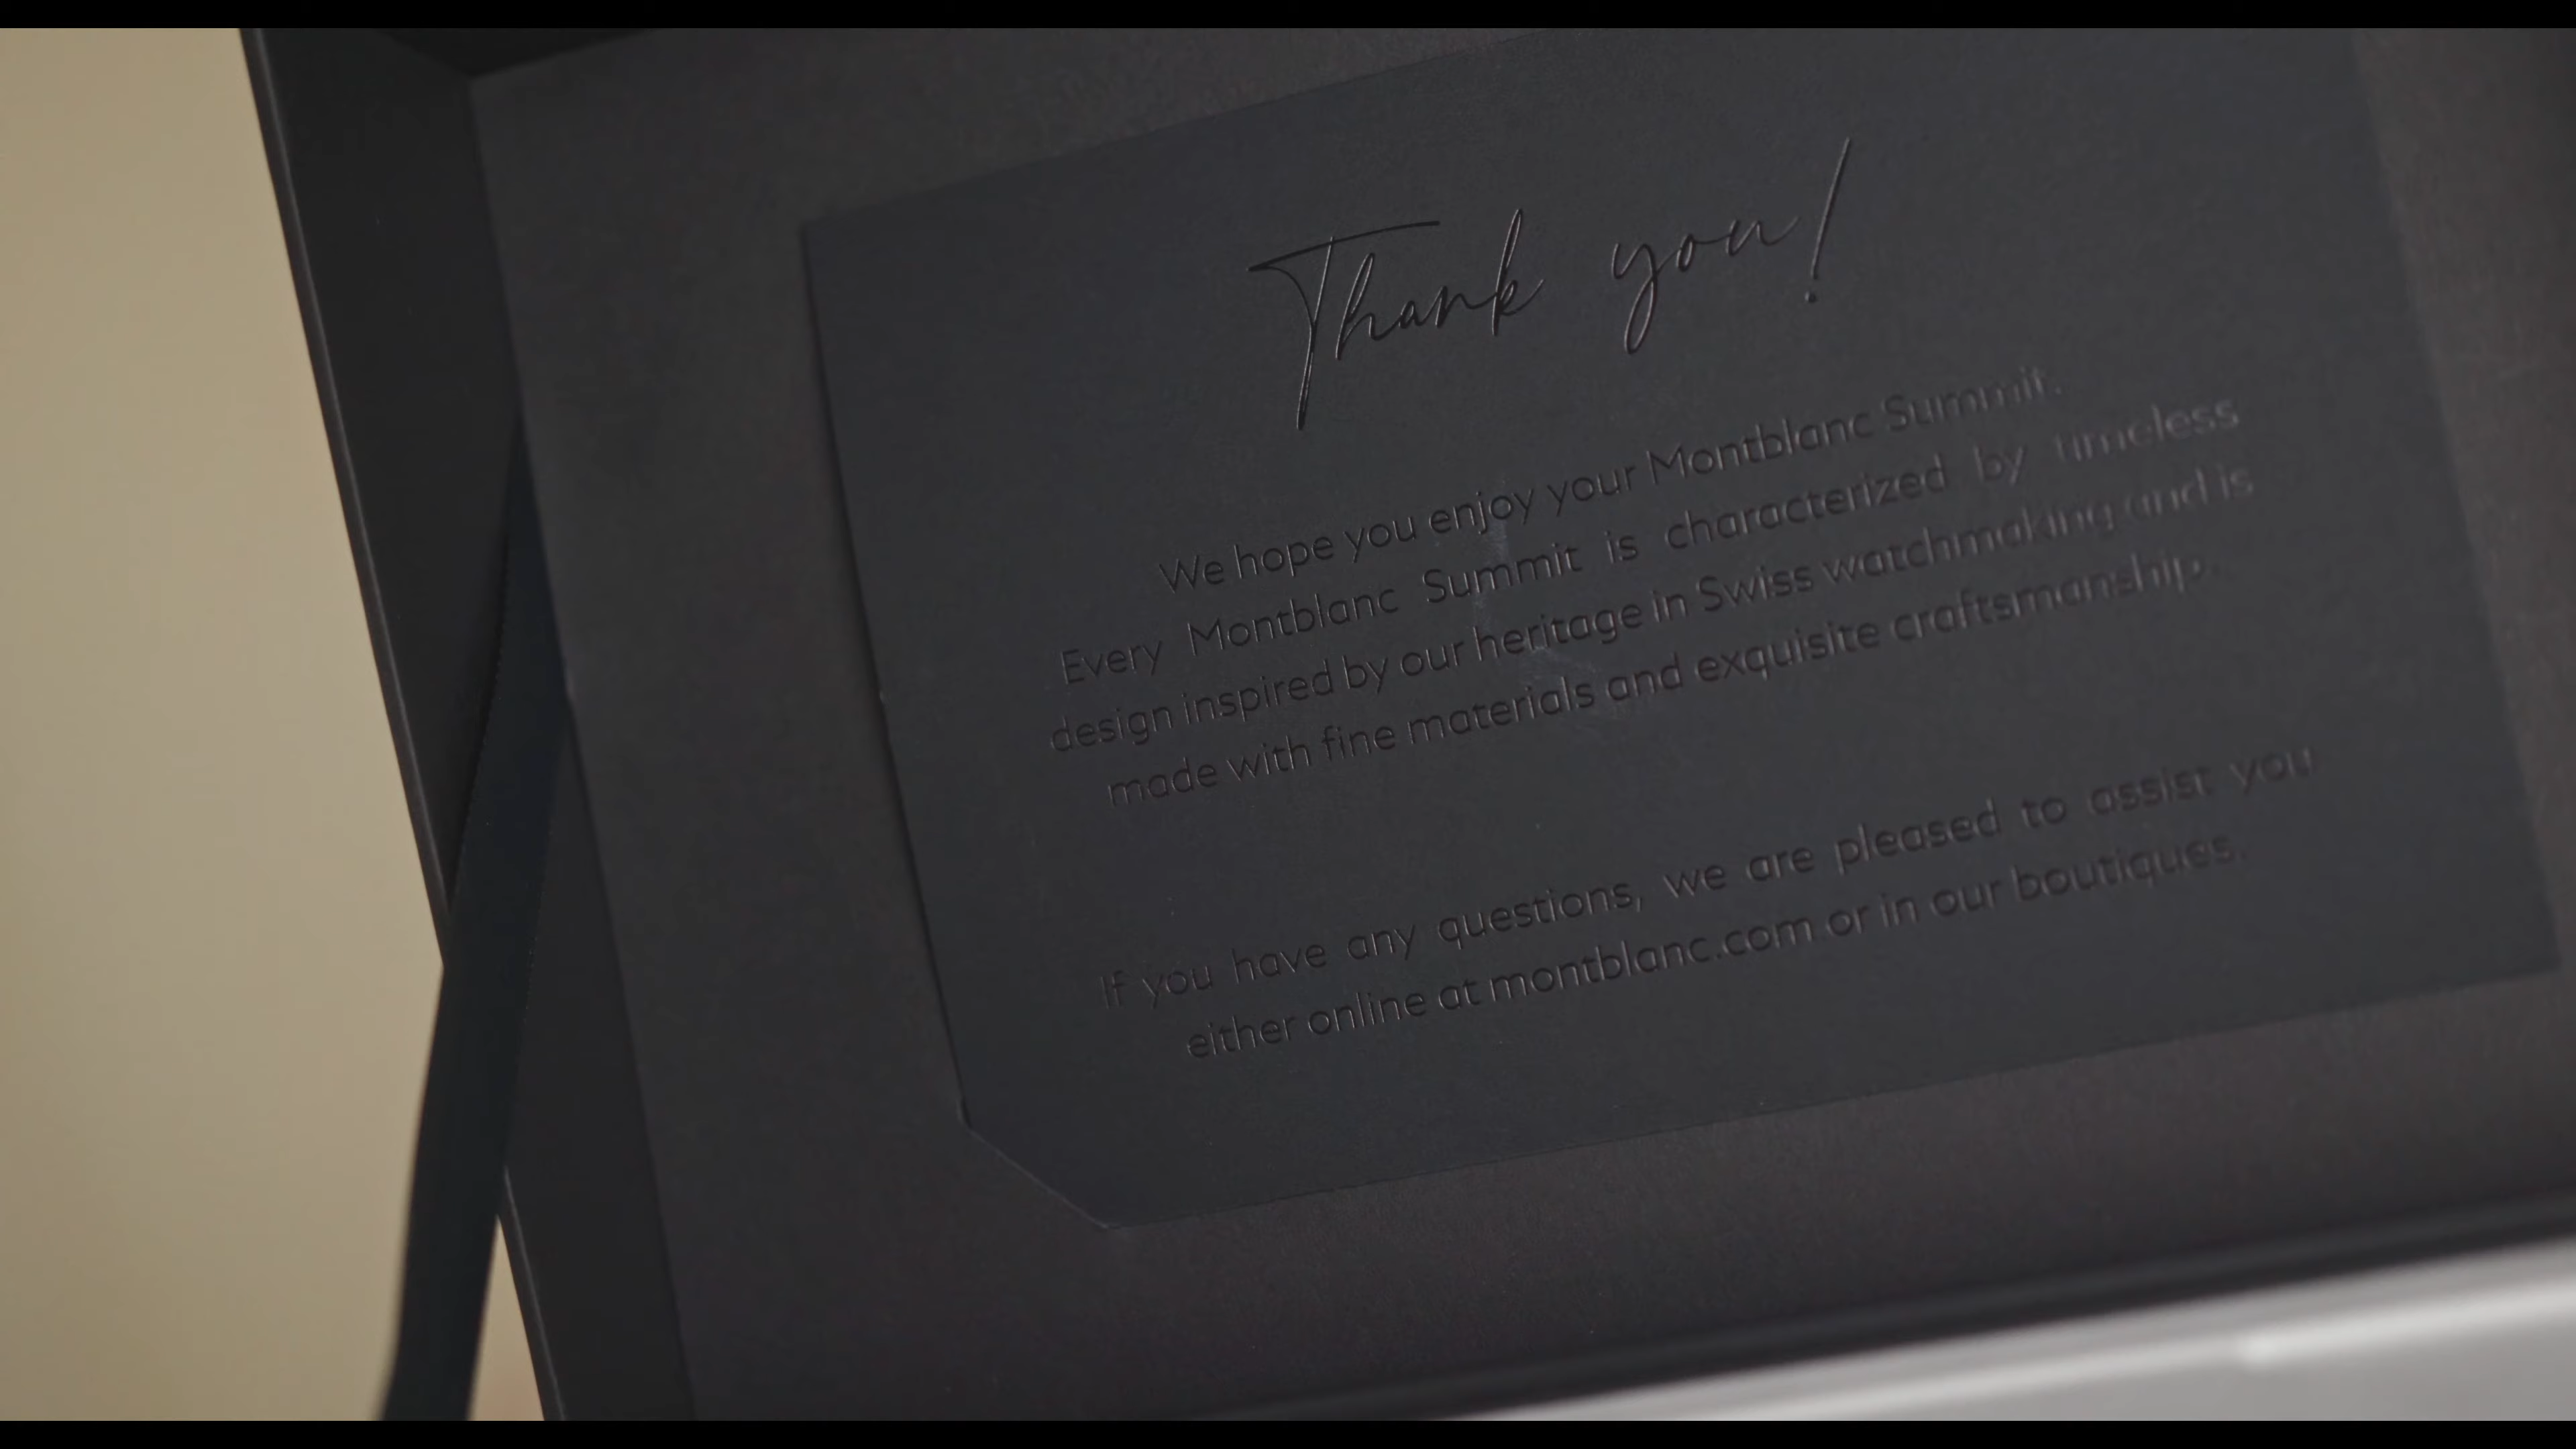 Thank you!
We hope you enjoy your Montblanc Summit.
Every Montblanc Summit is characterized by timeless
design inspired by our heritage in Swiss watchmaking and is
made with fine materials and exquisite craftsmanship.
If you have any questions, we are pleased to assist you
either online at montblanc.com or in our boutiques.